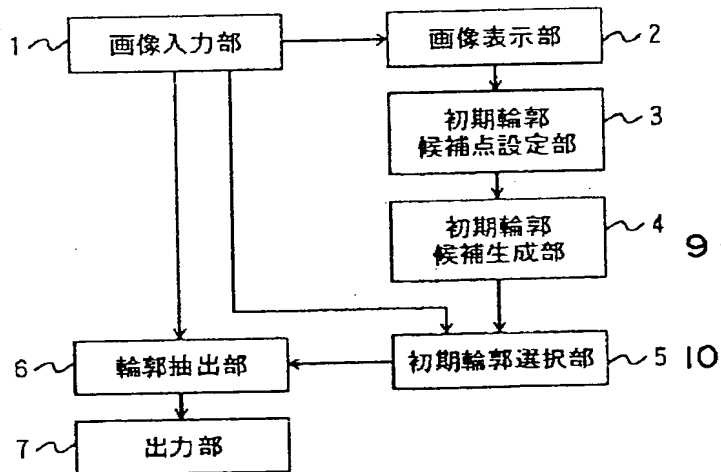 1 画像入力部
画像表示部 2
初期輪郭
候補点設定部 3
初期輪郭
候補生成部 4
9
初期輪郭選択部 5 10
6 輪郭抽出部
7 出力部